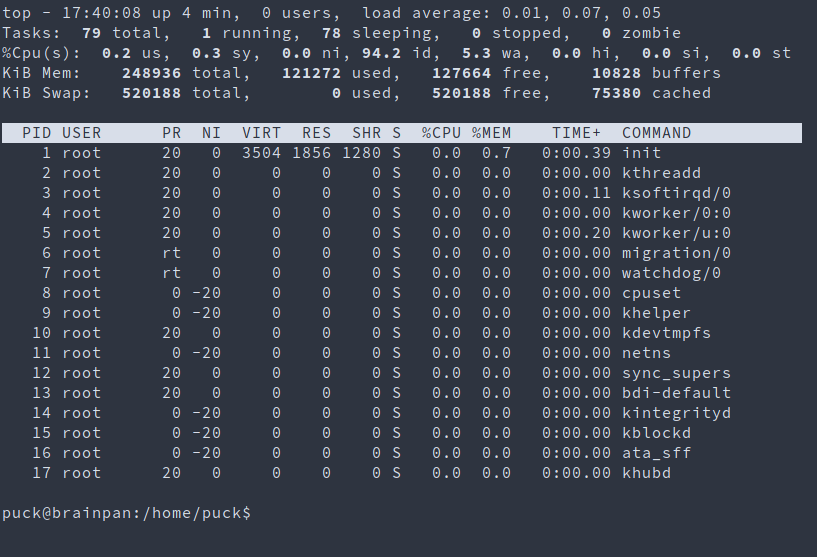 top - 17:40:08 up 4 min,  0 users,  load average: 0.01, 0.07, 0.05
Tasks:  79 total,   1 running,  78 sleeping,   0 stopped,   0 zombie
%Cpu(s):  0.2 us,  0.3 sy,  0.0 ni, 94.2 id,  5.3 wa,  0.0 hi,  0.0 si,  0.0 st
KiB Mem:    248936 total,   121272 used,   127664 free,    10828 buffers
KiB Swap:   520188 total,        0 used,   520188 free,    75380 cached
  PID USER      PR  NI  VIRT  RES  SHR S  %CPU %MEM    TIME+  COMMAND
    1 root      20   0  3504 1856 1280 S   0.0  0.7   0:00.39 init
    2 root      20   0     0    0    0 S   0.0  0.0   0:00.00 kthreadd
    3 root      20   0     0    0    0 S   0.0  0.0   0:00.11 ksoftirqd/0
    4 root      20   0     0    0    0 S   0.0  0.0   0:00.00 kworker/0:0
    5 root      20   0     0    0    0 S   0.0  0.0   0:00.20 kworker/u:0
    6 root      rt   0     0    0    0 S   0.0  0.0   0:00.00 migration/0
    7 root      rt   0     0    0    0 S   0.0  0.0   0:00.00 watchdog/0
    8 root       0 -20     0    0    0 S   0.0  0.0   0:00.00 cpuset
    9 root       0 -20     0    0    0 S   0.0  0.0   0:00.00 khelper
   10 root      20   0     0    0    0 S   0.0  0.0   0:00.00 kdevtmpfs
   11 root       0 -20     0    0    0 S   0.0  0.0   0:00.00 netns
   12 root      20   0     0    0    0 S   0.0  0.0   0:00.00 sync_supers
   13 root      20   0     0    0    0 S   0.0  0.0   0:00.00 bdi-default
   14 root       0 -20     0    0    0 S   0.0  0.0   0:00.00 kintegrityd
   15 root       0 -20     0    0    0 S   0.0  0.0   0:00.00 kblockd
   16 root       0 -20     0    0    0 S   0.0  0.0   0:00.00 ata_sff
   17 root      20   0     0    0    0 S   0.0  0.0   0:00.00 khubd
puck@brainpan:/home/puck$